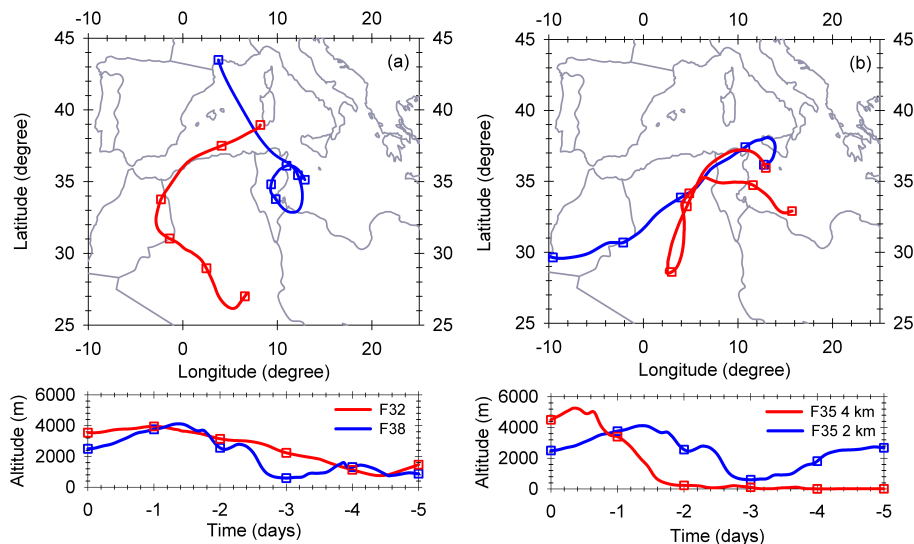 -10 0 10 20
-10 0 10 20
45 45
45 45
(a)
(b)
40 40
40 40
35 35
35 35
30 30
30 30
25 25
25 25
Latitude (degree)
Latitude (degree)
-10 0 10 20
-10 0 10 20
Longitude (degree)
Longitude (degree)
6000
4000
2000
0
Altitude (m)
F32
F38
0 -1 -2 -3 -4 -5
Time (days)
6000
4000
2000
0
Altitude (m)
F35 4 km
F35 2 km
0 -1 -2 -3 -4 -5
Time (days)